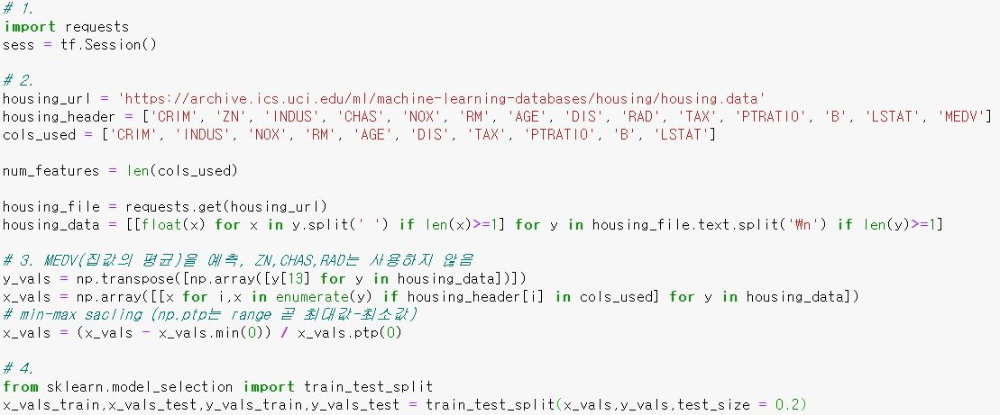 # 1.
import requests
sess = tf.Session()
# 2.
housing_url = 'https://archive.ics.uci.edu/ml/machine-learning-databases/housing/housing.data'
housing_header = ['CRIM', 'ZN', 'INDUS', 'CHAS', 'NOX', 'RM', 'AGE', 'DIS', 'RAD', 'TAX', 'PTRATIO', 'B', 'LSTAT', 'MEDV']
cols_used = ['CRIM', 'INDUS', 'NOX', 'RM', 'AGE', 'DIS', 'TAX', 'PTRATIO', 'B', 'LSTAT']
num_features = len(cols_used)
housing_file = requests.get(housing_url)
housing_data = [[float(x) for x in y.split(' ') if len(x)>=1] for y in housing_file.text.split('₩n') if len(y)>=1]
# 3. MEDV(집값의 평균)을 예측, ZN,CHAS,RAD는 사용하지 않음
y_vals = np.transpose([np.array([y[13] for y in housing_data])])
x_vals = np.array([[x for i,x in enumerate(y) if housing_header[i] in cols_used] for y in housing_data])
# min-max sacling (np.ptp는 range 곧 최대값-최소값)
x_vals = (x_vals - x_vals.min(0)) / x_vals.ptp(0)
# 4.
from sklearn.model_selection import train_test_split
x_vals_train,x_vals_test,y_vals_train,y_vals_test = train_test_split(x_vals,y_vals,test_size = 0.2)